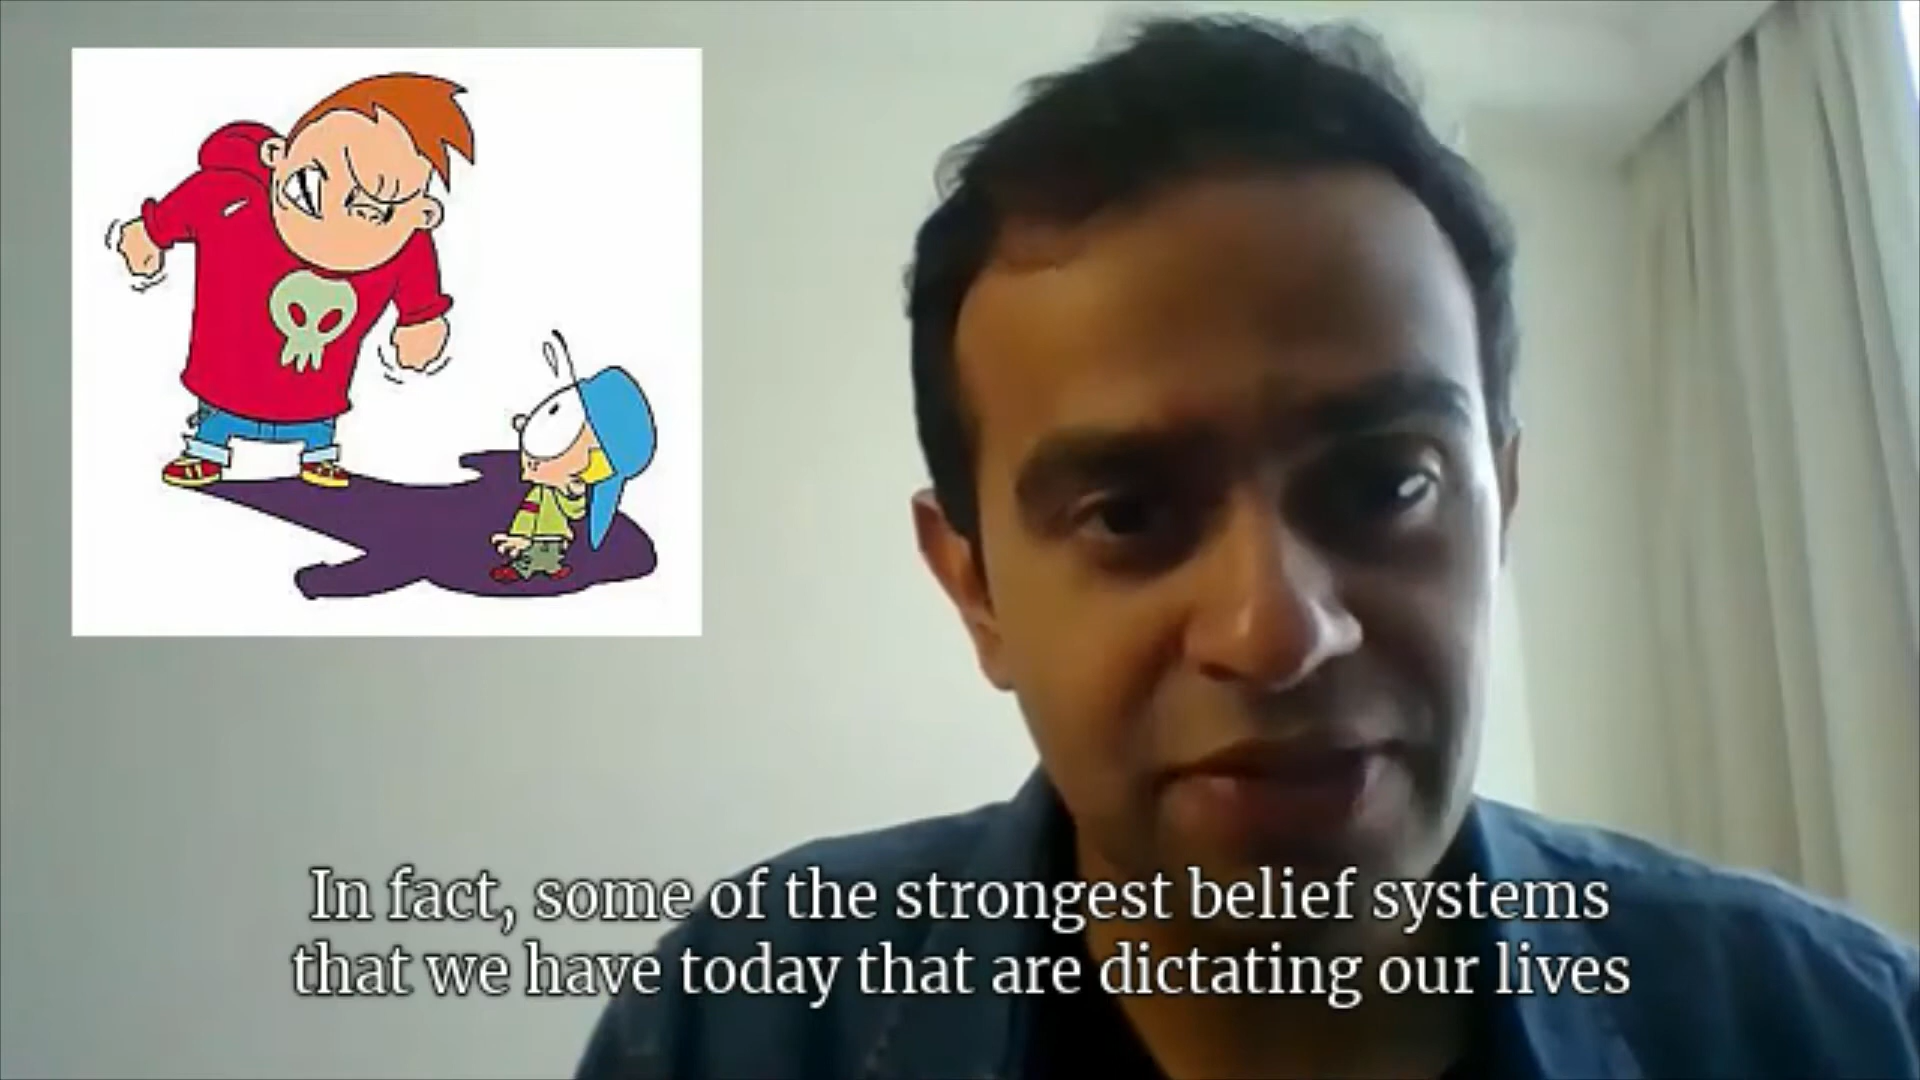 In fact, some of the strongest belief systems
that we have today that are dictating our lives